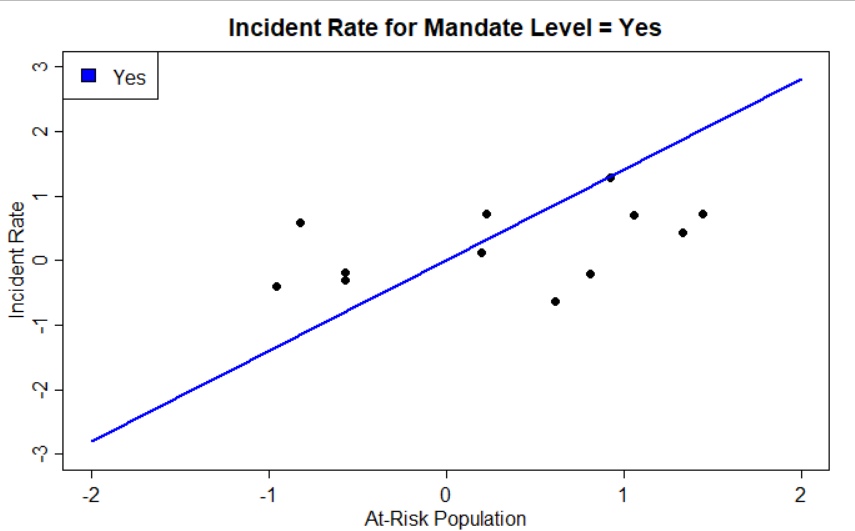 Incident Rate for Mandate Level = Yes
Yes
3
2
1
0
-1
-2
-3
Incident Rate
-2 -1 0 1 2
At-Risk Population